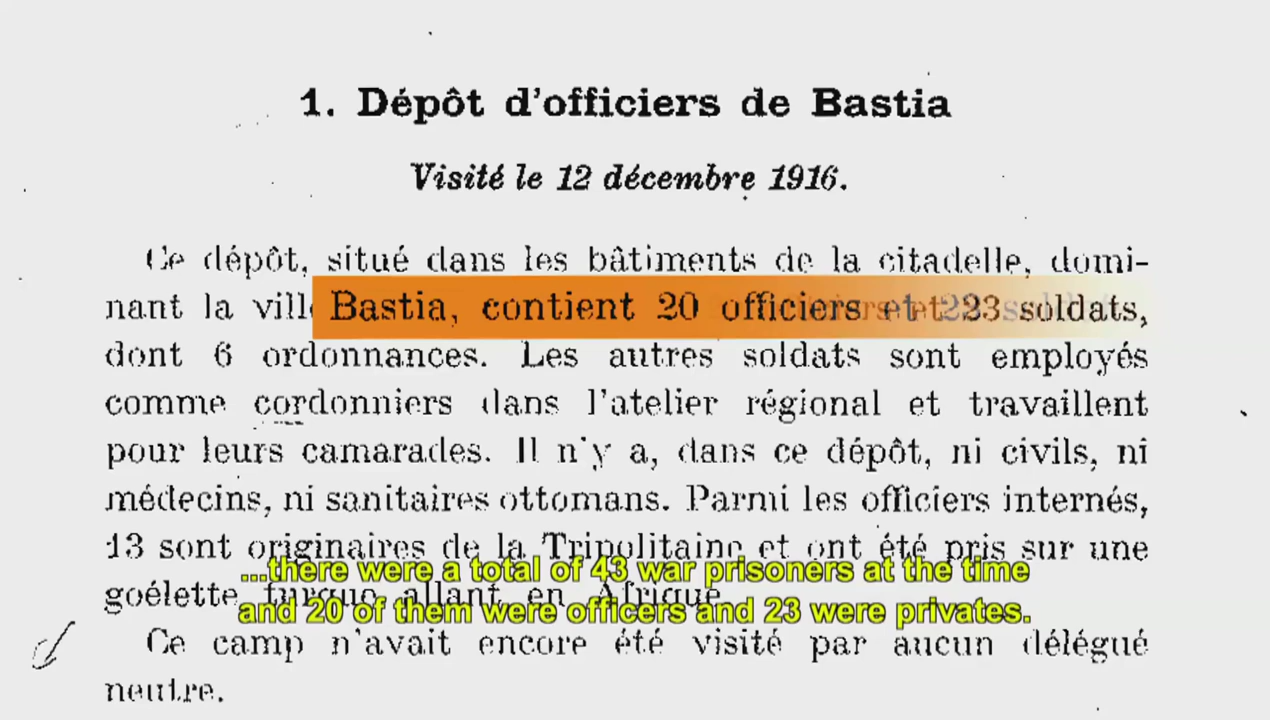 1. Dépôt d'officiers de Bastia
Visité le 12 décembre 1916.
Ce dépôt, situé dans les bâtiments de la citadelle, domi-
nant la vill Bastia, contient 20 officiers et 23 soldats,
dont 6 ordonnances. Les autres soldats sont employés
comme cordonniers dans l'atelier régional et travaillent
pour leurs camarades. Il n'y a, dans ce dépôt, ni civils, ni
médecins, ni sanitaires ottomans. Parmi les officiers internés,
13 sont originaires de la Tripolitaine et ont été pris sur une
...there were a total of 43 war prisoners at the time
goélette turque allant en Afrique.
and 20 of them were officers and 23 were privates.
Ce camp n'avait encore été visité par aucun délégué
neutre.